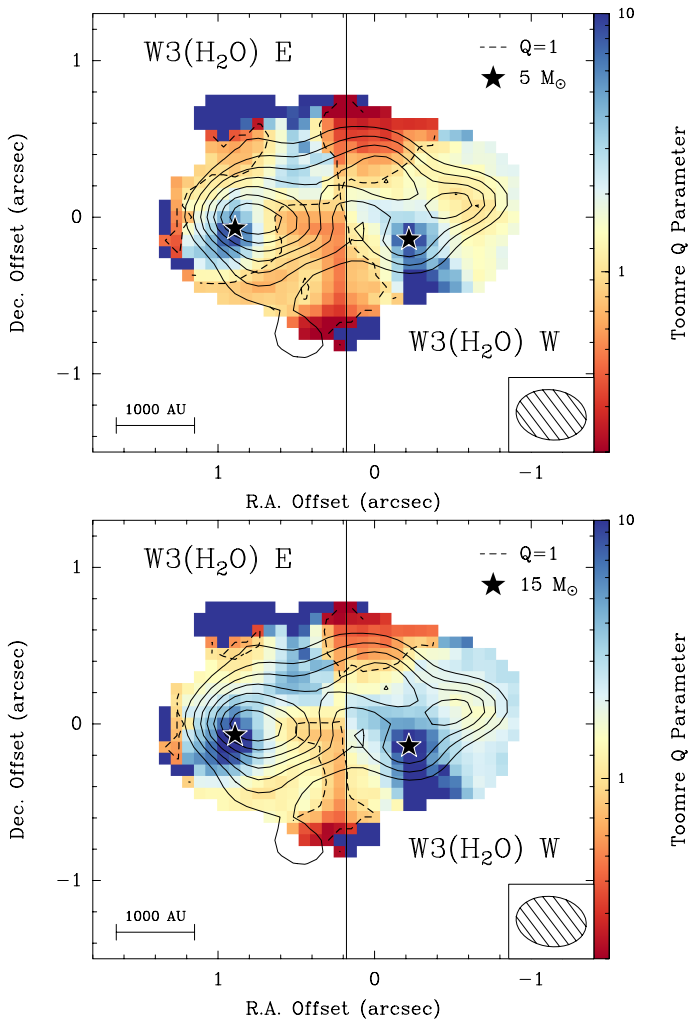 W3(H₂O) E
Q=1
5 M☉
10
1
0
−1
Dec. Offset (arcsec)
1
Toomre Q Parameter
W3(H₂O) W
1000 AU
1
0
−1
R.A. Offset (arcsec)
W3(H₂O) E
Q=1
15 M☉
10
1
0
−1
Dec. Offset (arcsec)
1
Toomre Q Parameter
W3(H₂O) W
1000 AU
1
0
−1
R.A. Offset (arcsec)